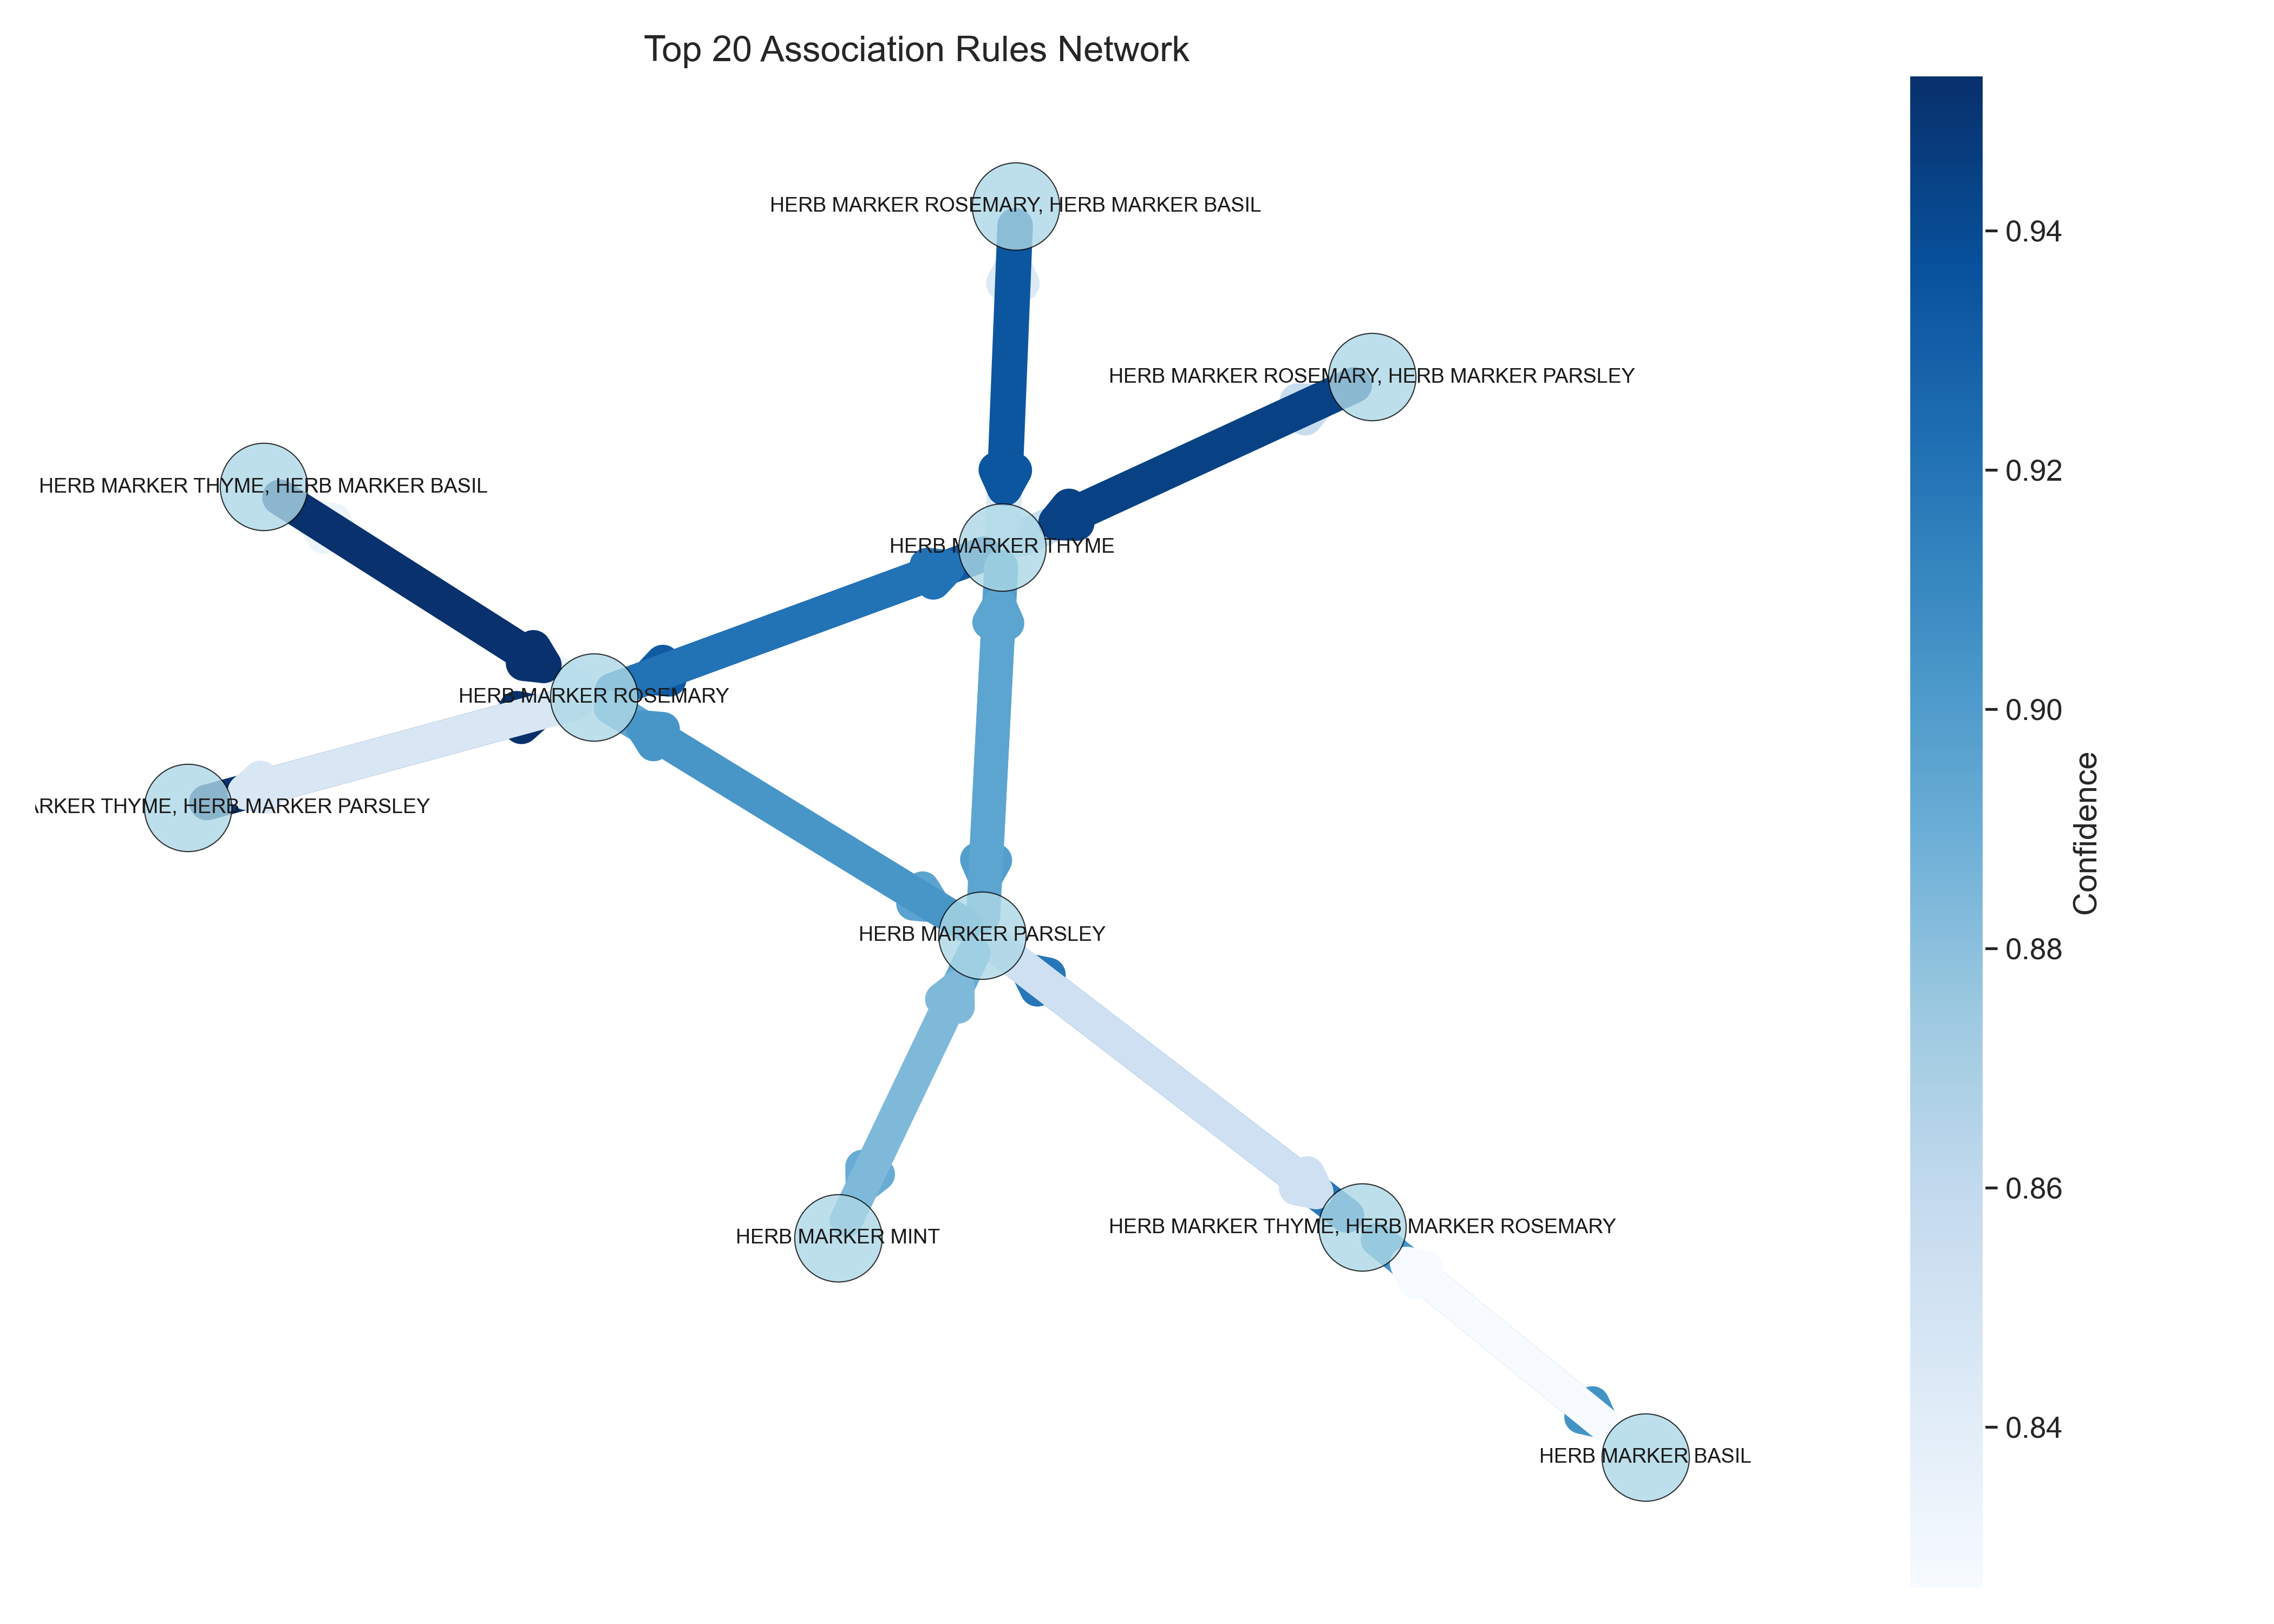 Top 20 Association Rules Network
HERB MARKER ROSEMARY, HERB MARKER BASIL
HERB MARKER ROSEMARY, HERB MARKER PARSLEY
HERB MARKER THYME, HERB MARKER BASIL
HERB MARKER THYME
HERB MARKER ROSEMARY
ARKER THYME, HERB MARKER PARSLEY
HERB MARKER PARSLEY
HERB MARKER THYME, HERB MARKER ROSEMARY
HERB MARKER MINT
HERB MARKER BASIL
0.94
0.92
0.90
0.88
0.86
0.84
Confidence